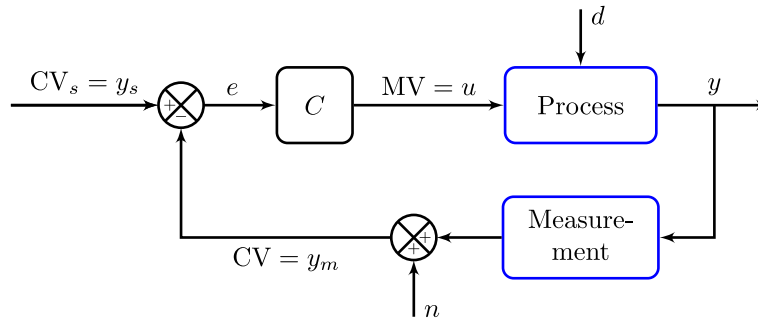 d
CV_s = y_s
e
C
MV = u
Process
y
+
−
Measure-
ment
+
+
CV = y_m
n